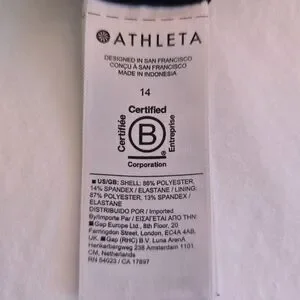 ATHLETA
DESIGNED IN SAN FRANCISCO
CONÇU À SAN FRANCISCO
MADE IN INDONESIA
14
Certified
Certifiée
B
Entreprise
Corporation
US/GB: SHELL: 86% POLYESTER,
14% SPANDEX / ELASTANE / LINING:
87% POLYESTER, 13% SPANDEX /
ELASTANE
DISTRIBUIDO POR / Imported
By/Importe Par / ΕΙΣΑΓΕΤΑΙ ΑΠΟ ΤΗΝ:
Gap Europe Ltd., 8th Floor, 20
Farringdon Street, London, EC4A 4AB,
U.K. Gap (RHC) B.V. Luna ArenA
Herikerbergweg 238 Amsterdam 1101
CM, Netherlands
RN 54023 / CA 17897